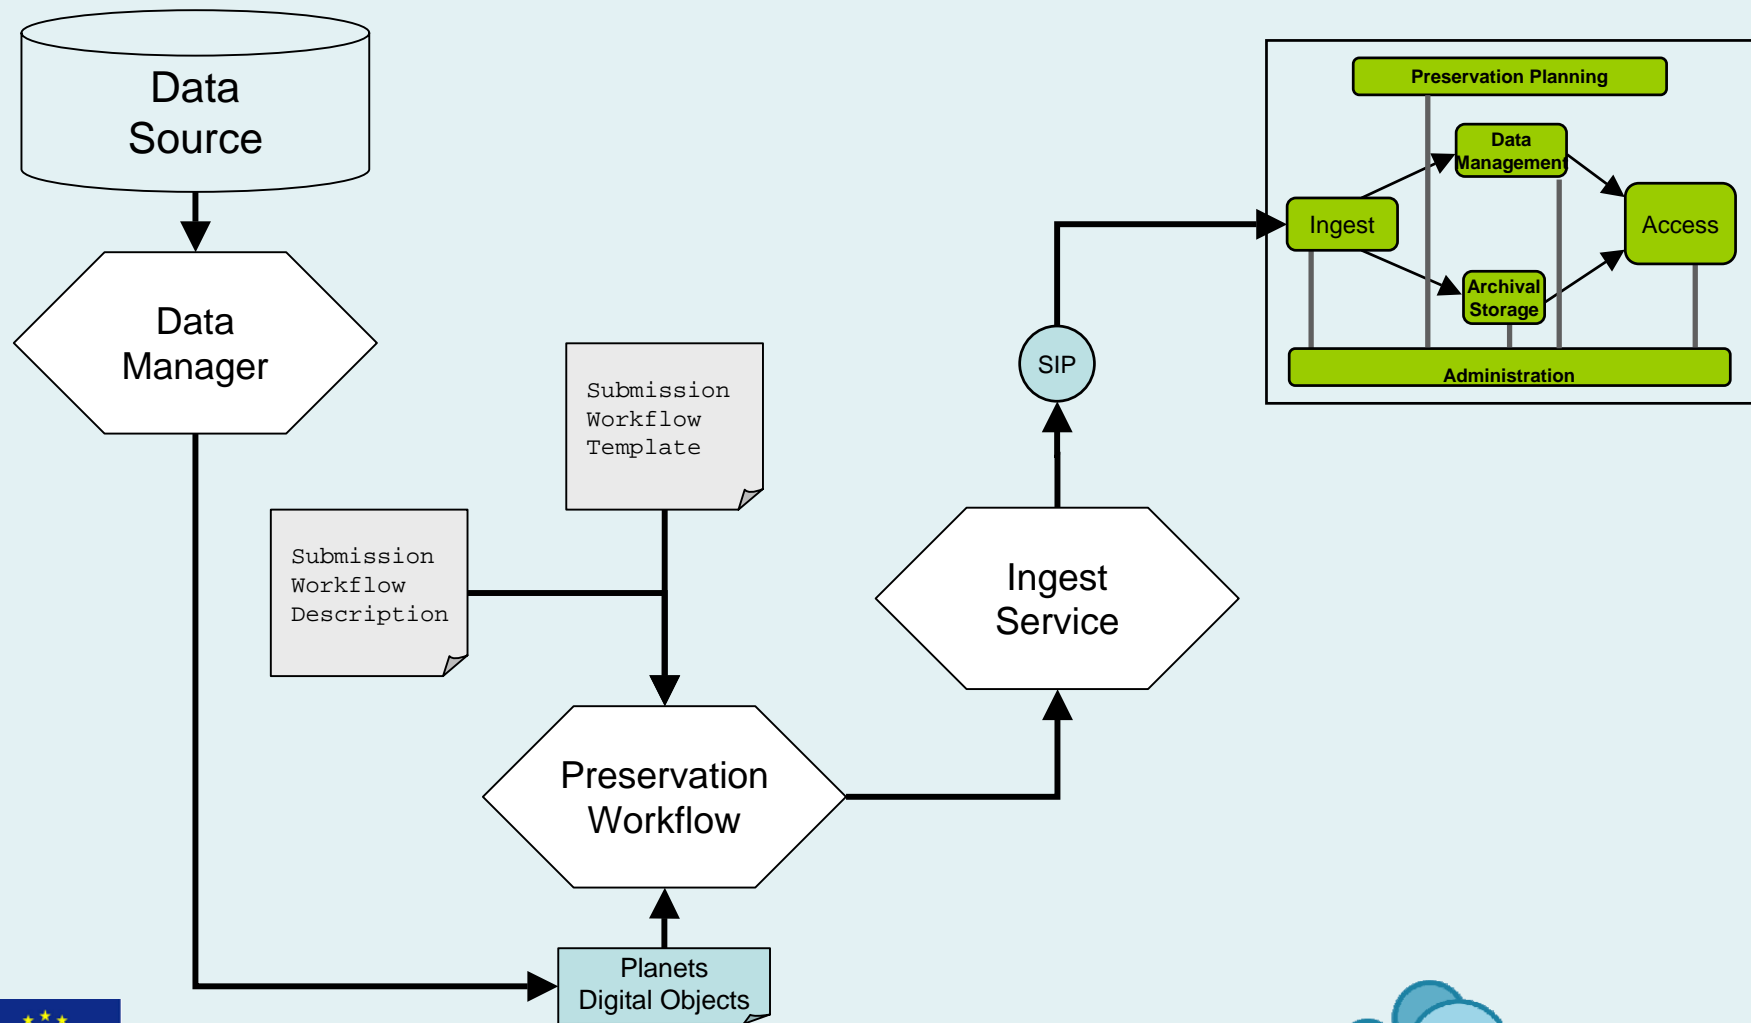 Data
Source
Data
Manager
Submission
Workflow
Template
Submission
Workflow
Description
Preservation
Workflow
Planets
Digital Objects
Ingest
Service
SIP
Preservation Planning
Data
Management
Ingest
Access
Archival
Storage
Administration